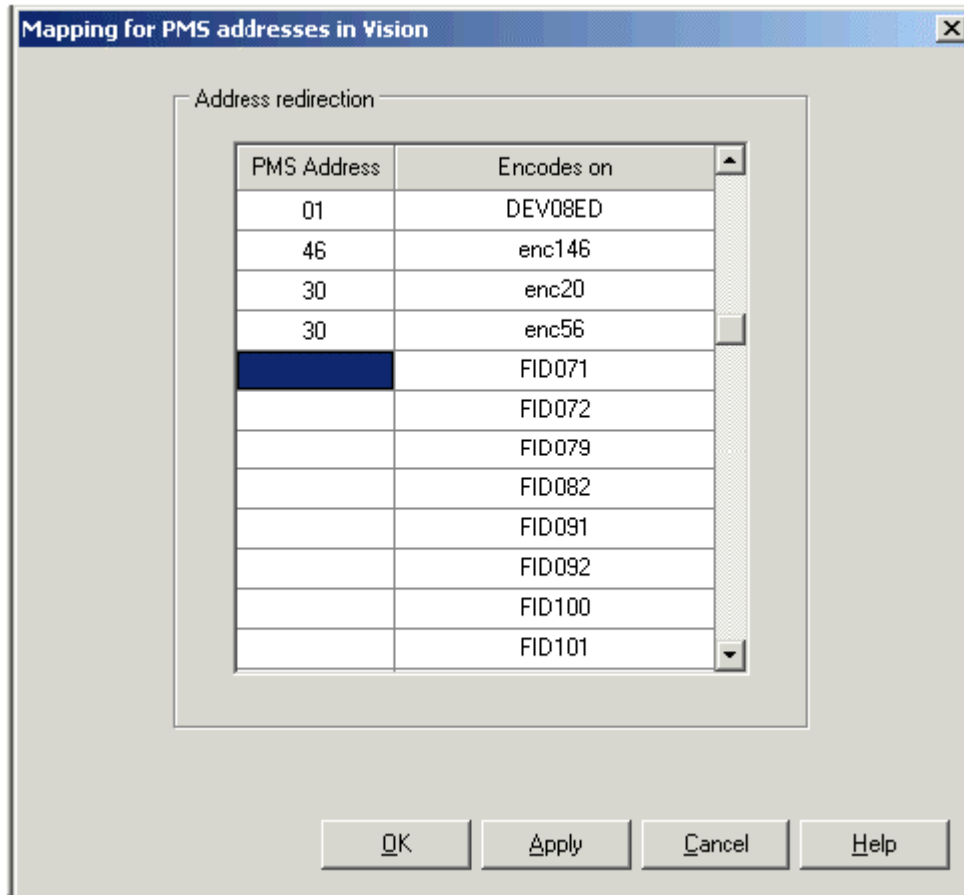 Mapping for PMS addresses in Vision
Address redirection
PMS Address Encodes on
01 DEV08ED
46 enc146
30 enc20
30 enc56
FID071
FID072
FID079
FID082
FID091
FID092
FID100
FID101
OK Apply Cancel Help